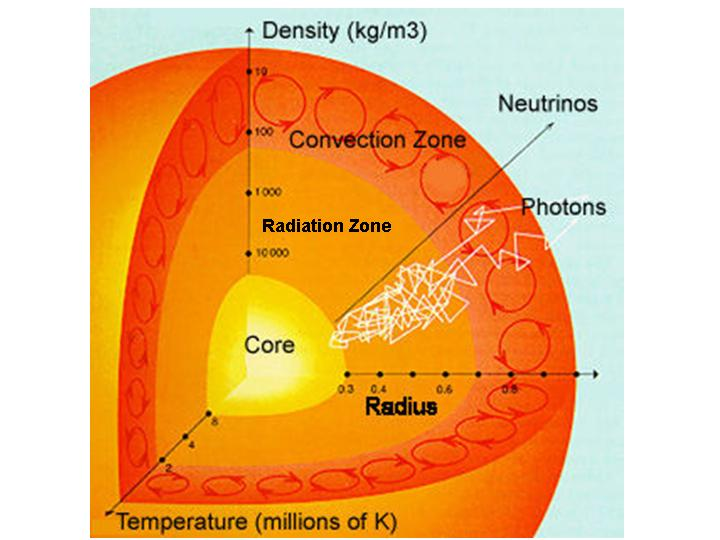 Density (kg/m3)
10
100
1 000
10 000
Neutrinos
Convection Zone
Photons
Radiation Zone
Core
0.3 0.4 0.6 0.8
Radius
8
4
2
Temperature (millions of K)